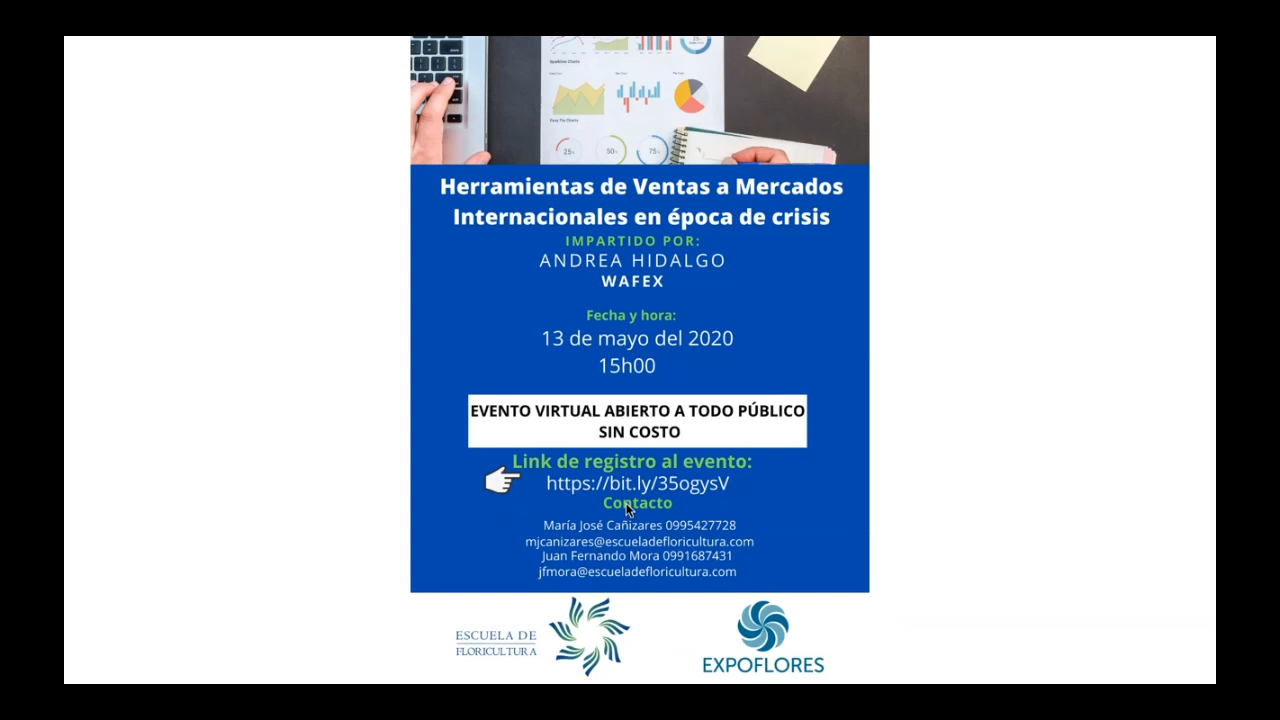 Herramientas de Ventas a Mercados
Internacionales en época de crisis
IMPARTIDO POR:
ANDREA HIDALGO
WAFEX
Fecha y hora:
13 de mayo del 2020
15h00
EVENTO VIRTUAL ABIERTO A TODO PÚBLICO
SIN COSTO
Link de registro al evento:
https://bit.ly/35ogysV
Contacto
María José Cañizares 0995427728
mjcanizares@escueladefloricultura.com
Juan Fernando Mora 0991687431
jfmora@escueladefloricultura.com
ESCUELA DE
FLORICULTURA
EXPOFLORES
25%
50%
75%